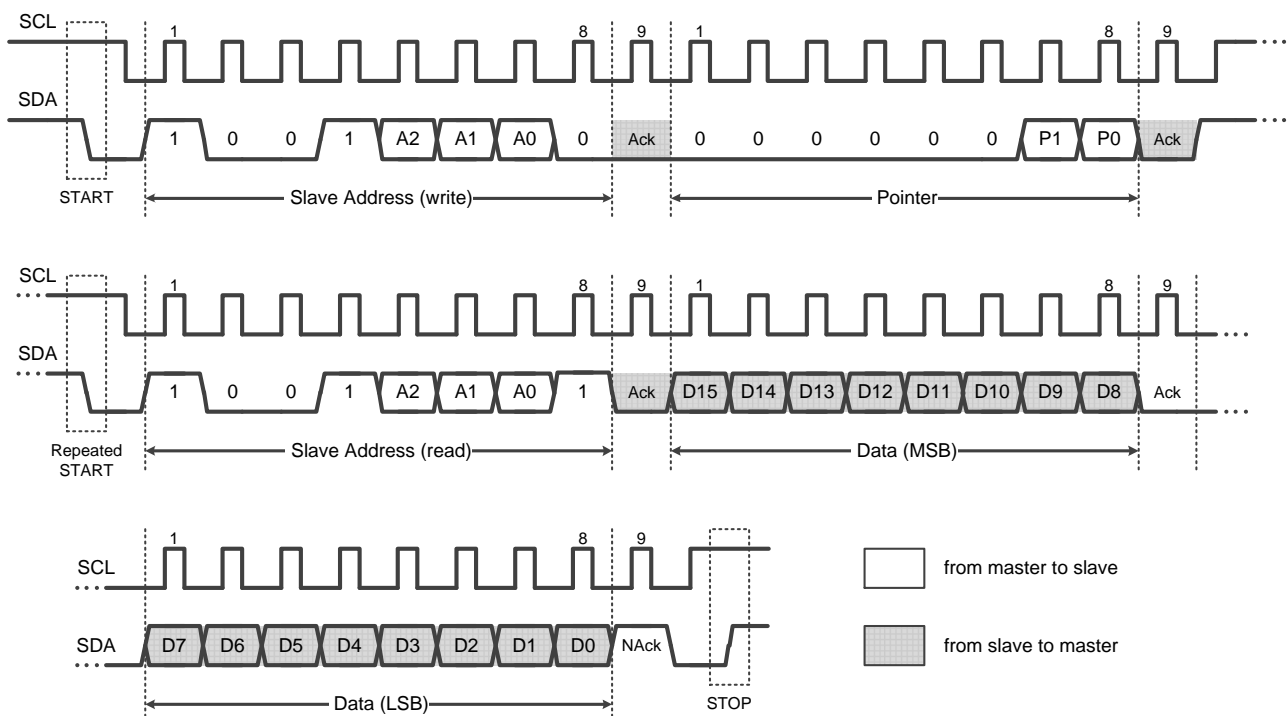 SCL
1 8 9 1 8 9
SDA
1 0 0 1 A2 A1 A0 0 Ack 0 0 0 0 0 0 P1 P0 Ack
START
Slave Address (write)
Pointer
SCL
1 8 9 1 8 9
SDA
1 0 0 1 A2 A1 A0 1 Ack D15 D14 D13 D12 D11 D10 D9 D8 Ack
Repeated
START
Slave Address (read)
Data (MSB)
1 8 9
SCL
from master to slave
SDA
D7 D6 D5 D4 D3 D2 D1 D0 NAck
from slave to master
Data (LSB)
STOP